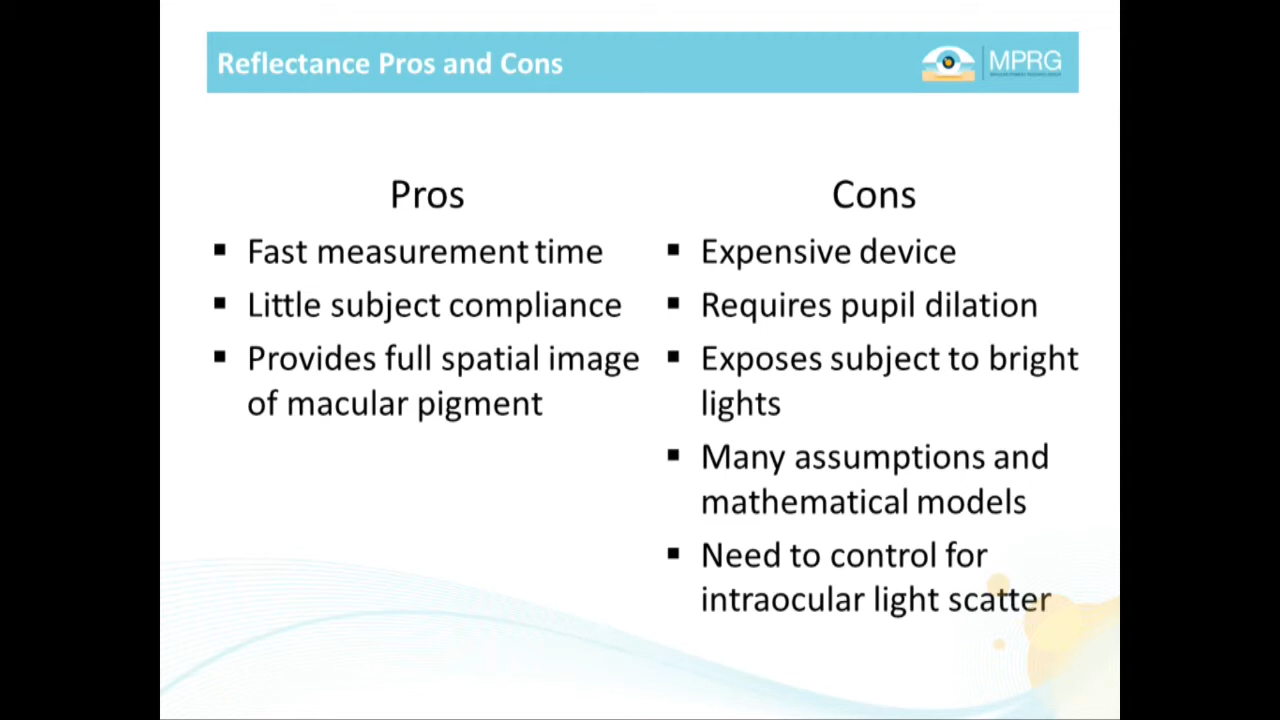 Reflectance Pros and Cons
MPRG
Pros
Fast measurement time
Little subject compliance
Provides full spatial image
of macular pigment
Cons
Expensive device
Requires pupil dilation
Exposes subject to bright
lights
Many assumptions and
mathematical models
Need to control for
intraocular light scatter